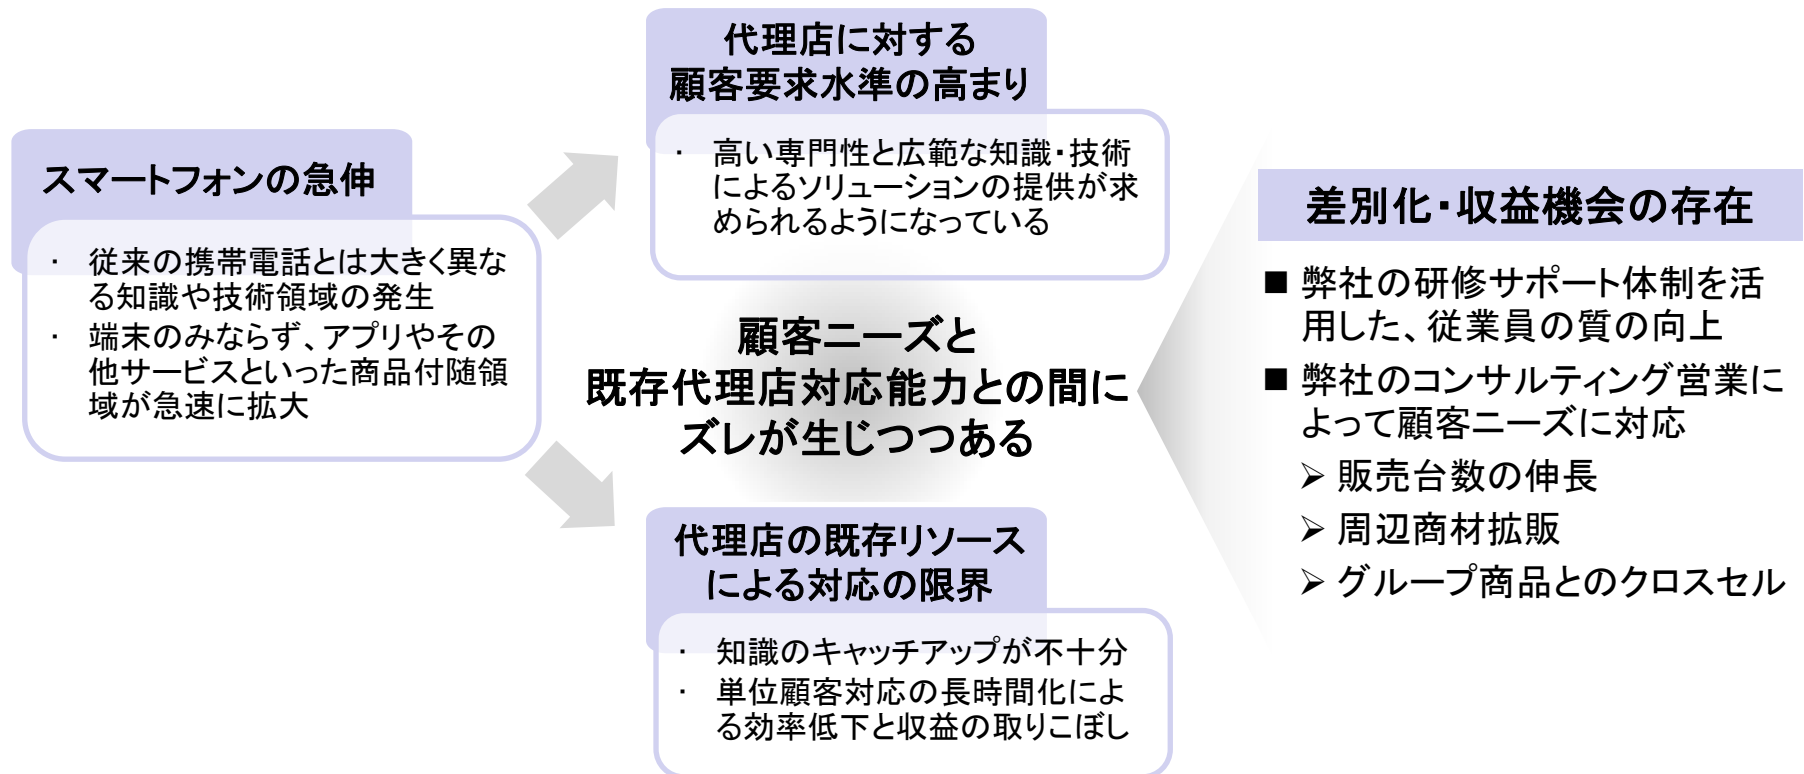 スマートフォンの急伸
・ 従来の携帯電話とは大きく異な
る知識や技術領域の発生
・ 端末のみならず、アプリやその
他サービスといった商品付随領
域が急速に拡大
代理店に対する
顧客要求水準の高まり
・ 高い専門性と広範な知識・技術
によるソリューションの提供が求
められるようになっている
顧客ニーズと
既存代理店対応能力との間に
ズレが生じつつある
代理店の既存リソース
による対応の限界
・ 知識のキャッチアップが不十分
・ 単位顧客対応の長時間化によ
る効率低下と収益の取りこぼし
差別化・収益機会の存在
■ 弊社の研修サポート体制を活
用した、従業員の質の向上
■ 弊社のコンサルティング営業に
よって顧客ニーズに対応
➢ 販売台数の伸長
➢ 周辺商材拡販
➢ グループ商品とのクロスセル